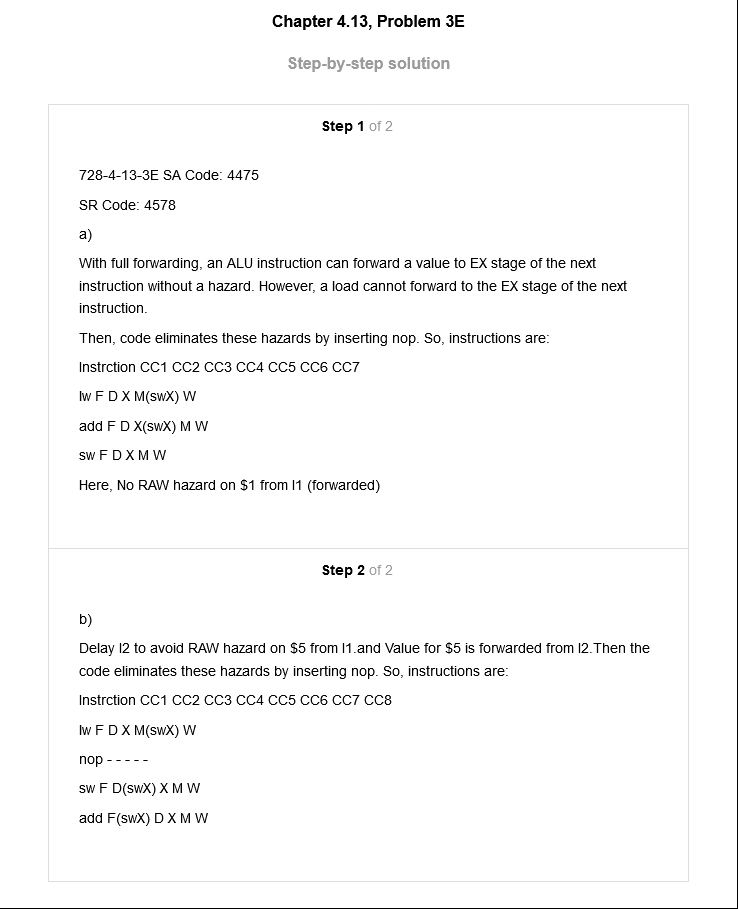 Chapter 4.13, Problem 3E
Step-by-step solution
Step 1 of 2
728-4-13-3E SA Code: 4475
SR Code: 4578
a)
With full forwarding, an ALU instruction can forward a value to EX stage of the next
instruction without a hazard. However, a load cannot forward to the EX stage of the next
instruction.
Then, code eliminates these hazards by inserting nop. So, instructions are:
Instrction CC1 CC2 CC3 CC4 CC5 CC6 CC7
lw F D X M(swX) W
add F D X(swX) M W
sw F D X M W
Here, No RAW hazard on $1 from I1 (forwarded)
Step 2 of 2
b)
Delay I2 to avoid RAW hazard on $5 from I1.and Value for $5 is forwarded from I2.Then the
code eliminates these hazards by inserting nop. So, instructions are:
Instrction CC1 CC2 CC3 CC4 CC5 CC6 CC7 CC8
lw F D X M(swX) W
nop - - - - -
sw F D(swX) X M W
add F(swX) D X M W